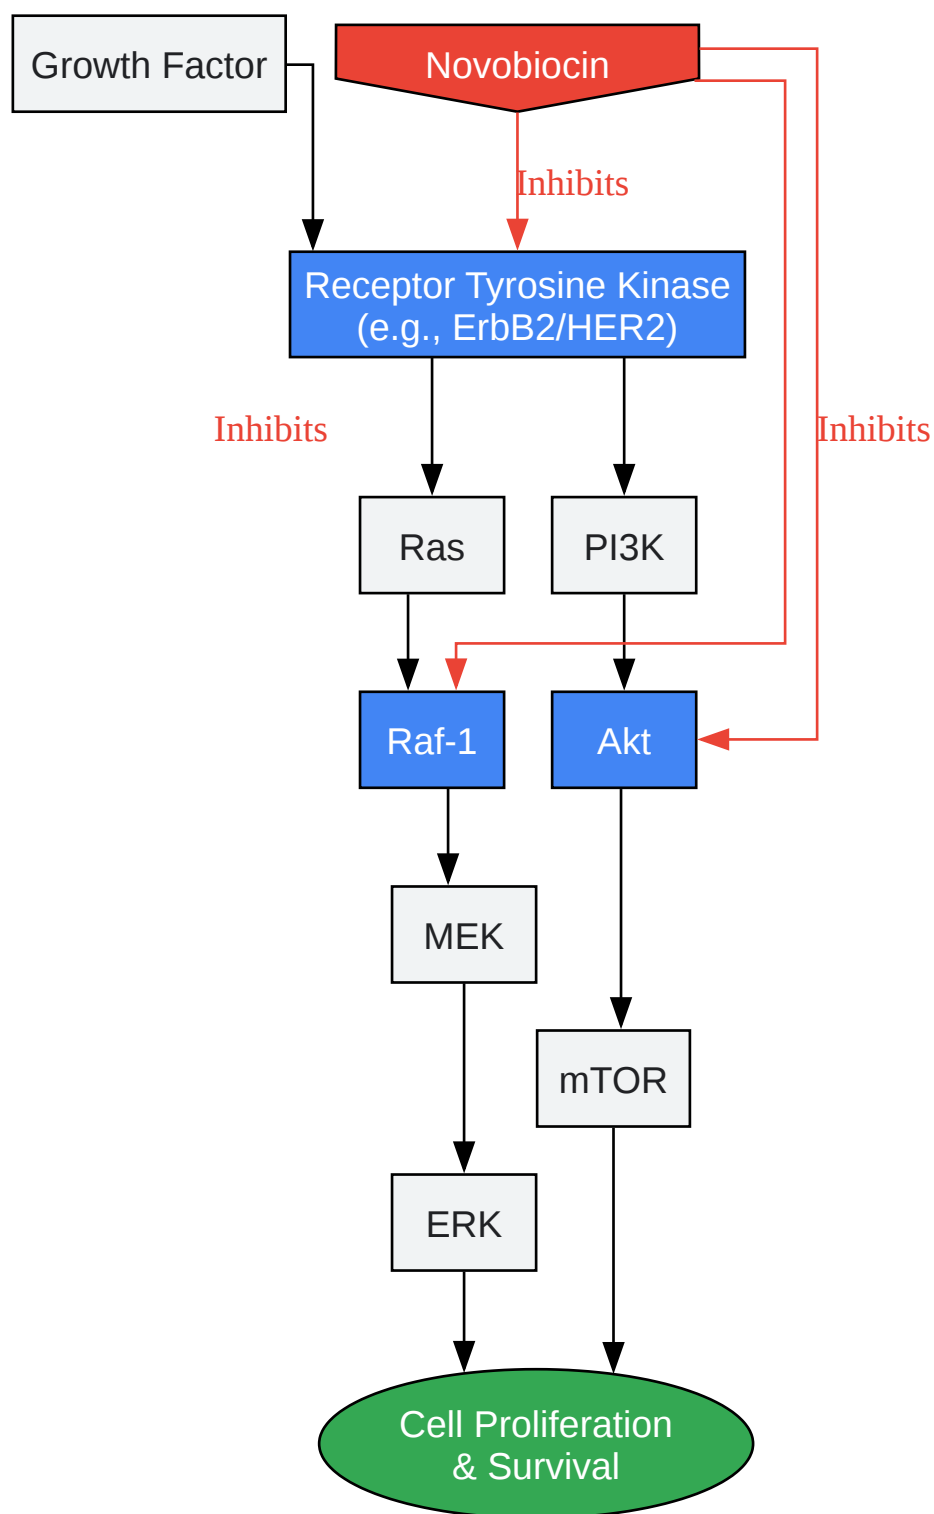 Growth Factor
Novobiocin
Inhibits
Receptor Tyrosine Kinase
(e.g., ErbB2/HER2)
Inhibits
Inhibits
Ras
PI3K
Raf-1
Akt
MEK
mTOR
ERK
Cell Proliferation
& Survival